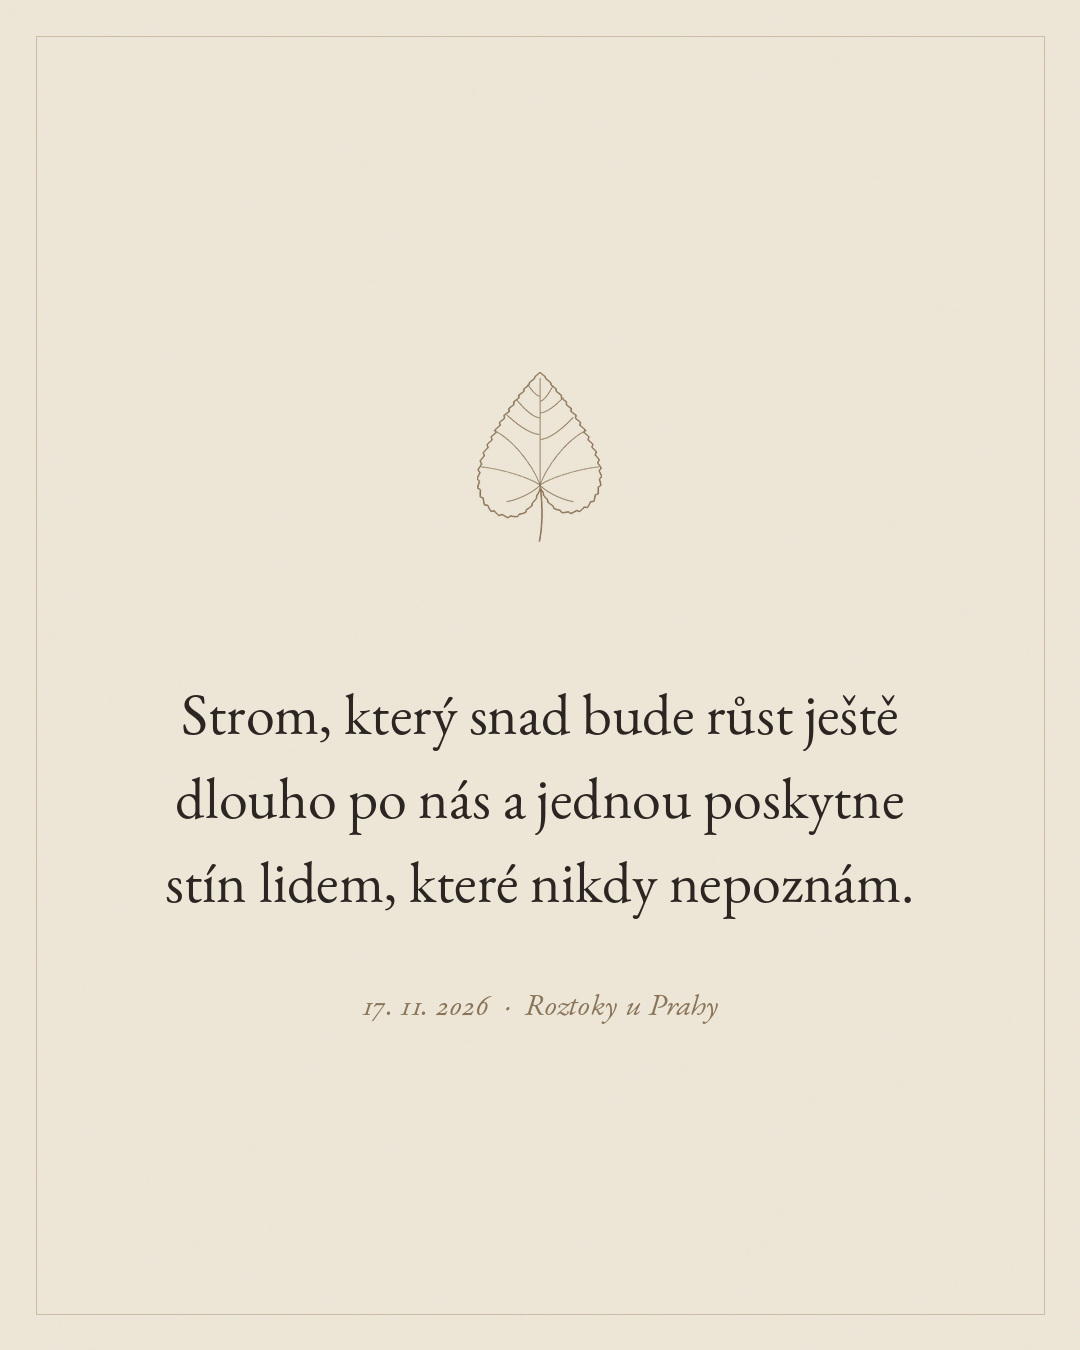 Strom, který snad bude růst ještě
dlouho po nás a jednou poskytne
stín lidem, které nikdy nepoznám.
17. 11. 2026 · Roztoky u Prahy